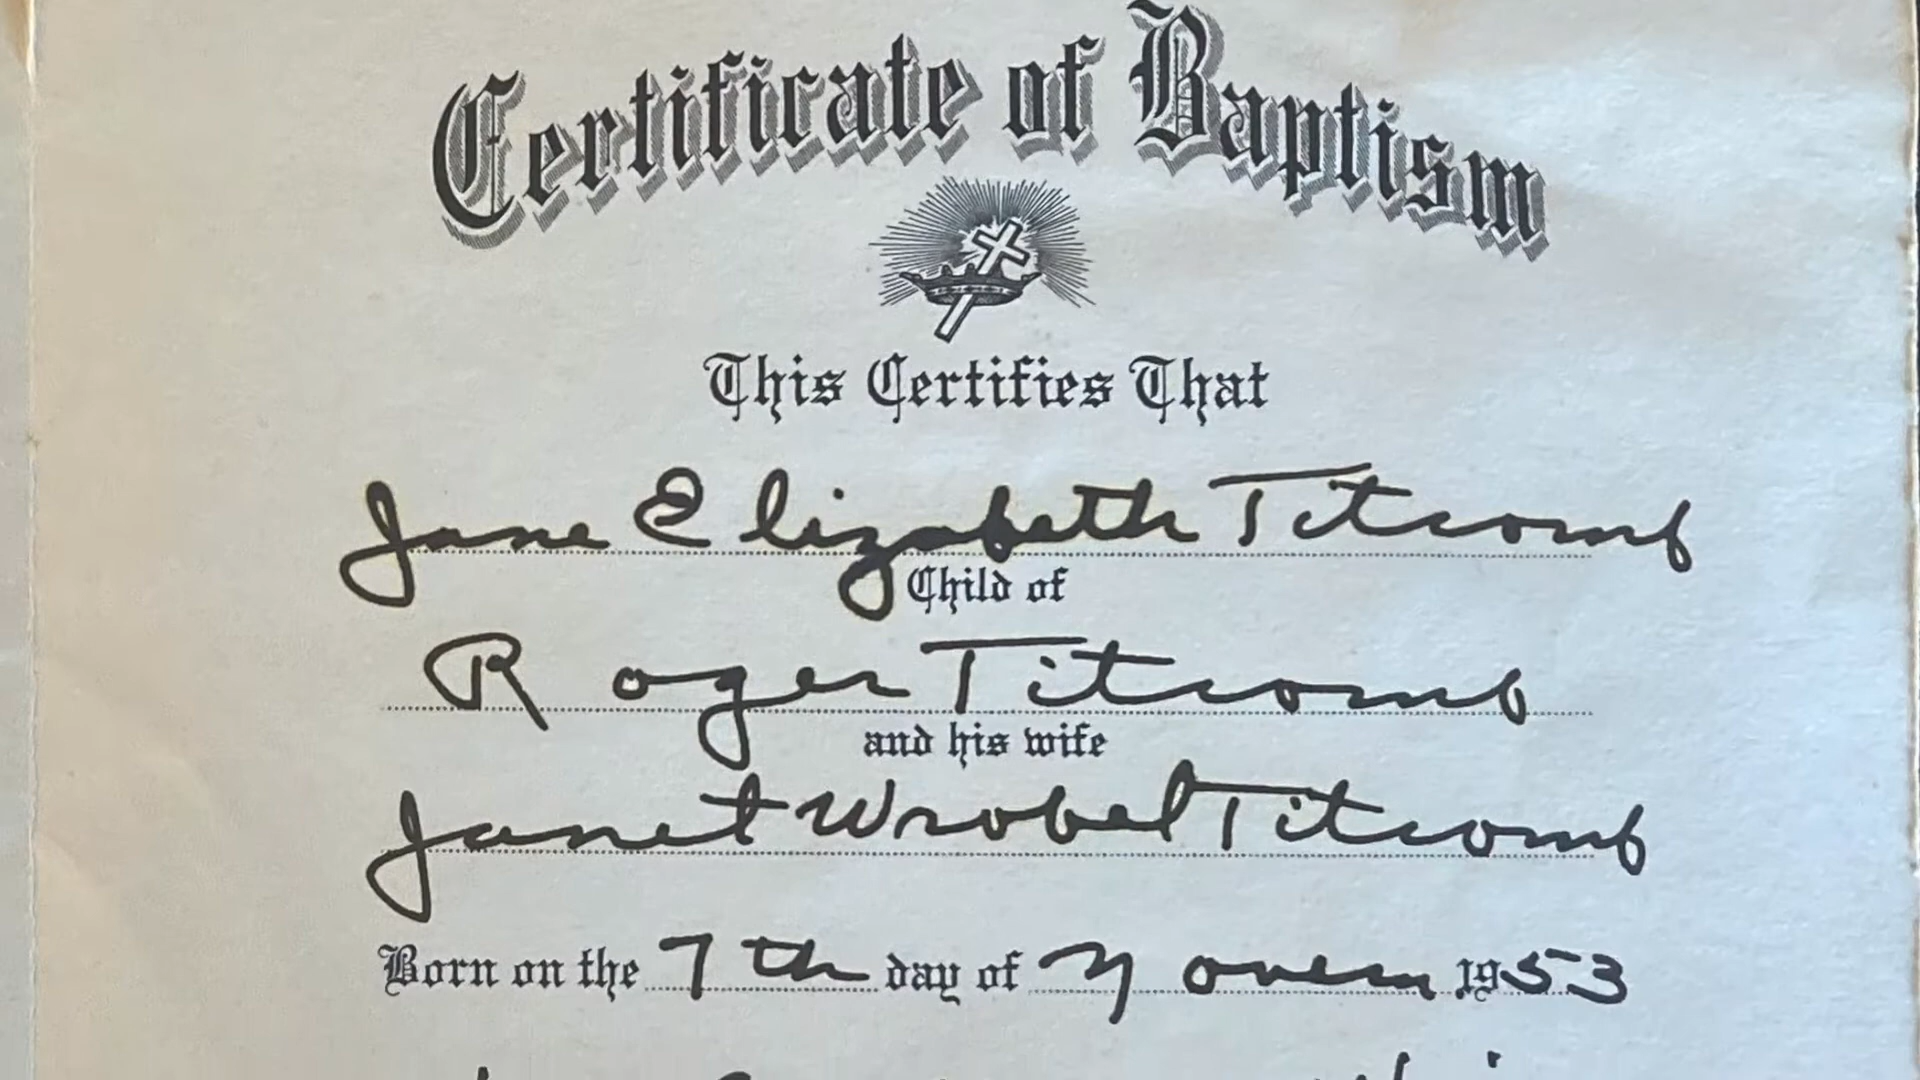 Certificate of Baptism
This Certifies That
Jane Elizabeth Titcomb
Child of
Roger Titcomb
and his wife
Janet Wrobel Titcomb
Born on the 7th day of Novem 1953